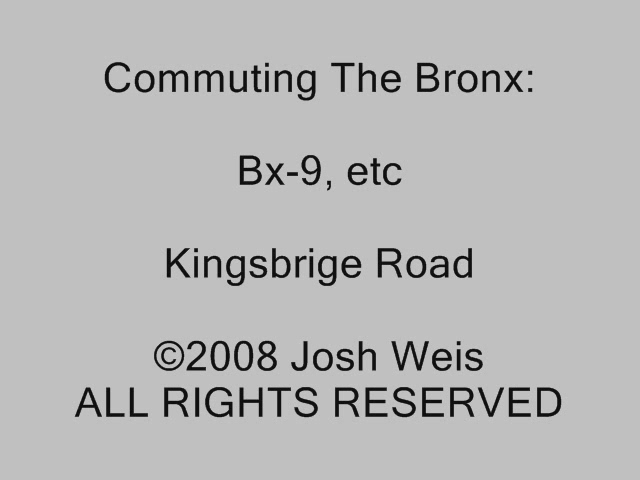 Commuting The Bronx:
Bx-9, etc
Kingsbrige Road
©2008 Josh Weis
ALL RIGHTS RESERVED